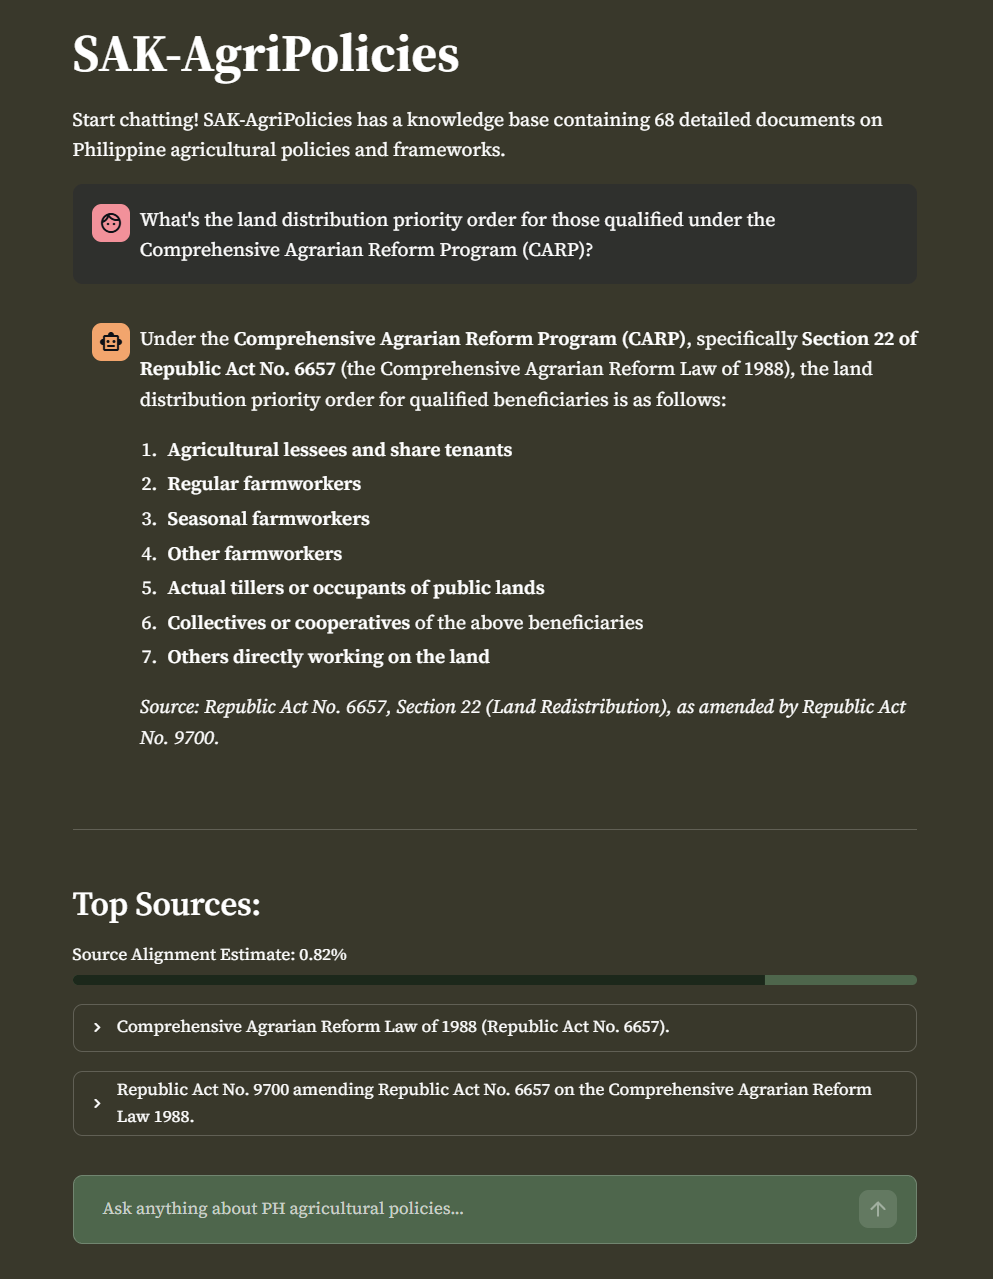 SAK-AgriPolicies
Start chatting! SAK-AgriPolicies has a knowledge base containing 68 detailed documents on
Philippine agricultural policies and frameworks.
What's the land distribution priority order for those qualified under the
Comprehensive Agrarian Reform Program (CARP)?
Under the Comprehensive Agrarian Reform Program (CARP), specifically Section 22 of
Republic Act No. 6657 (the Comprehensive Agrarian Reform Law of 1988), the land
distribution priority order for qualified beneficiaries is as follows:
1. Agricultural lessees and share tenants
2. Regular farmworkers
3. Seasonal farmworkers
4. Other farmworkers
5. Actual tillers or occupants of public lands
6. Collectives or cooperatives of the above beneficiaries
7. Others directly working on the land
Source: Republic Act No. 6657, Section 22 (Land Redistribution), as amended by Republic Act
No. 9700.
Top Sources:
Source Alignment Estimate: 0.82%
Comprehensive Agrarian Reform Law of 1988 (Republic Act No. 6657).
Republic Act No. 9700 amending Republic Act No. 6657 on the Comprehensive Agrarian Reform
Law 1988.
Ask anything about PH agricultural policies...